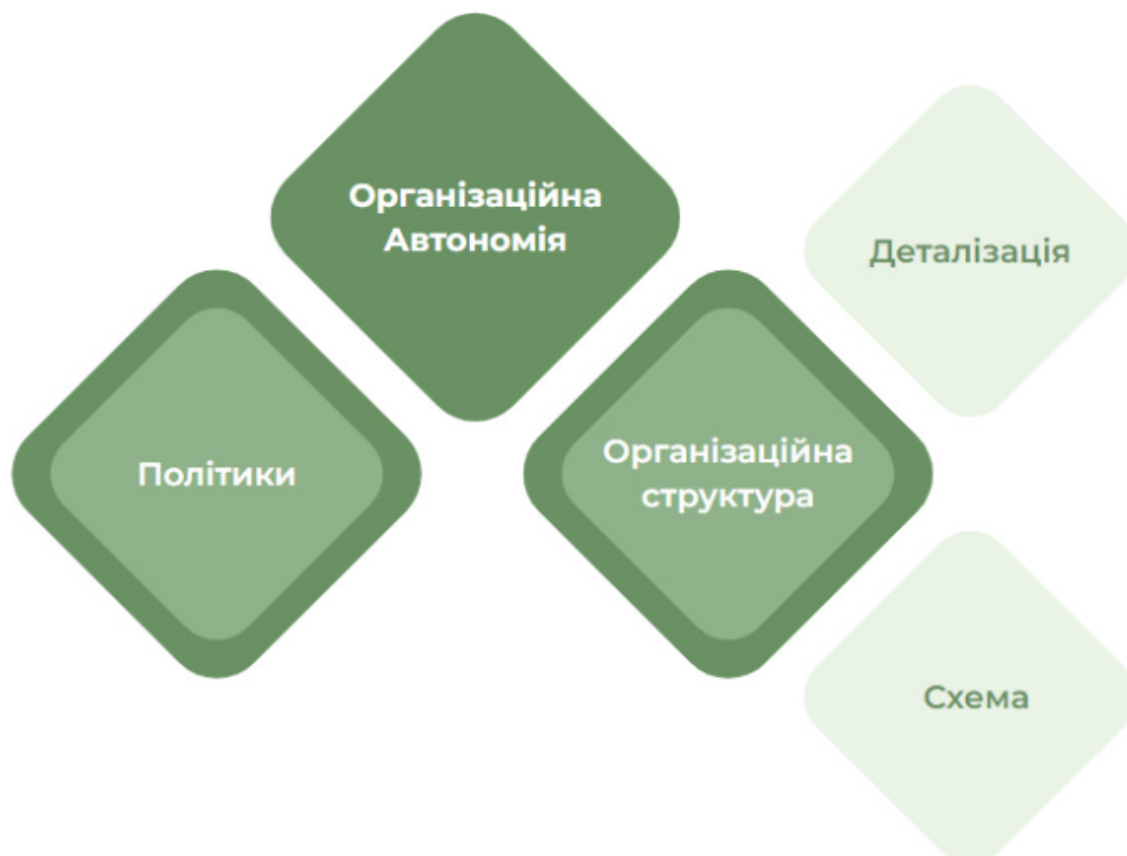 Організаційна
Автономія
Деталізація
Політики
Організаційна
структура
Схема